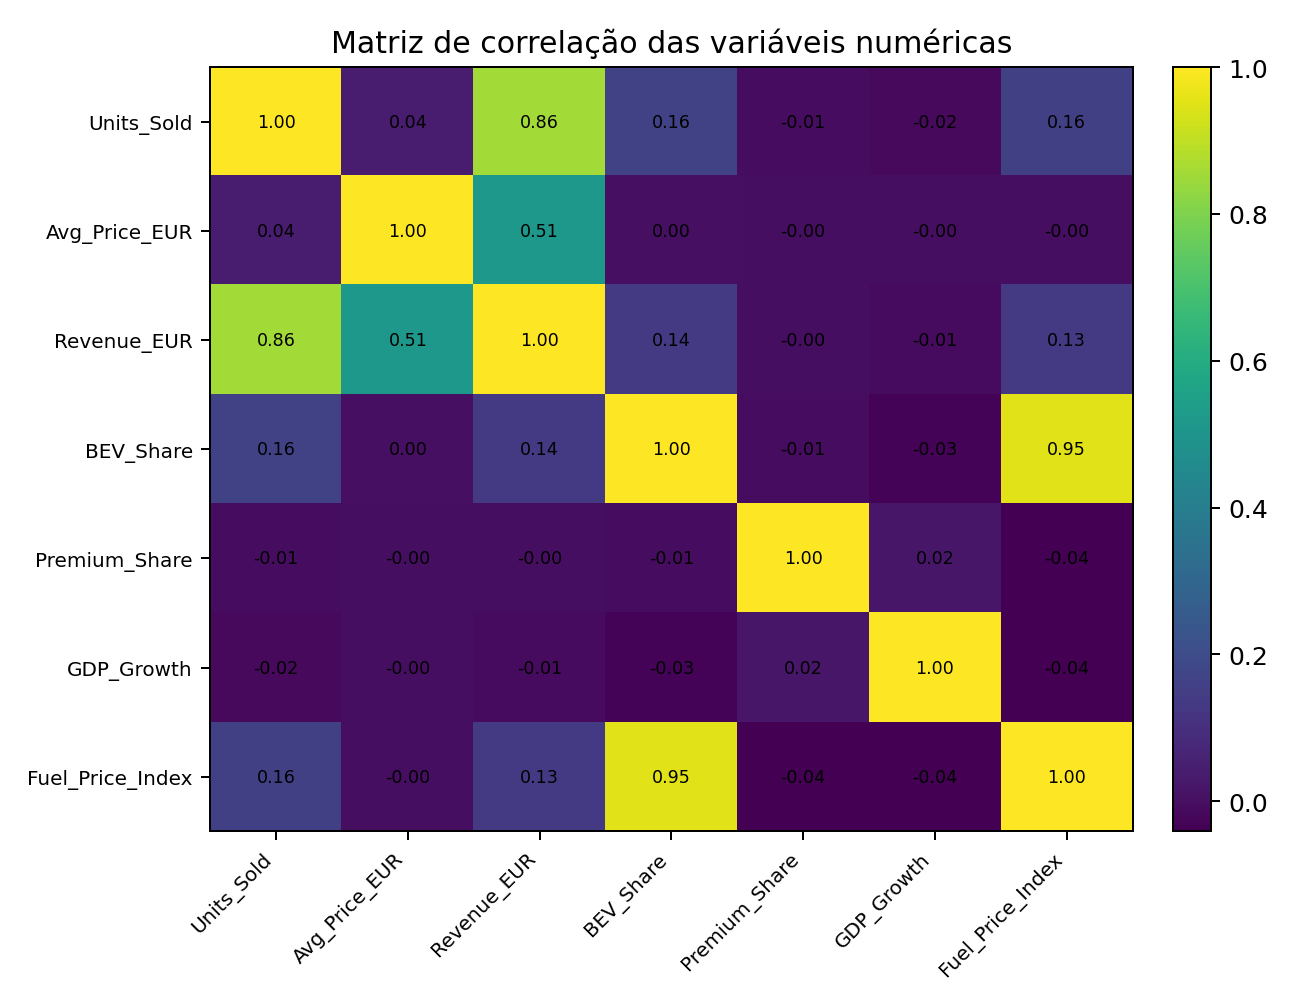 Matriz de correlação das variáveis numéricas
Units_Sold 1.00 0.04 0.86 0.16 -0.01 -0.02 0.16
Avg_Price_EUR 0.04 1.00 0.51 0.00 -0.00 -0.00 -0.00
Revenue_EUR 0.86 0.51 1.00 0.14 -0.00 -0.01 0.13
BEV_Share 0.16 0.00 0.14 1.00 -0.01 -0.03 0.95
Premium_Share -0.01 -0.00 -0.00 -0.01 1.00 0.02 -0.04
GDP_Growth -0.02 -0.00 -0.01 -0.03 0.02 1.00 -0.04
Fuel_Price_Index 0.16 -0.00 0.13 0.95 -0.04 -0.04 1.00
Units_Sold Avg_Price_EUR Revenue_EUR BEV_Share Premium_Share GDP_Growth Fuel_Price_Index
1.0
0.8
0.6
0.4
0.2
0.0